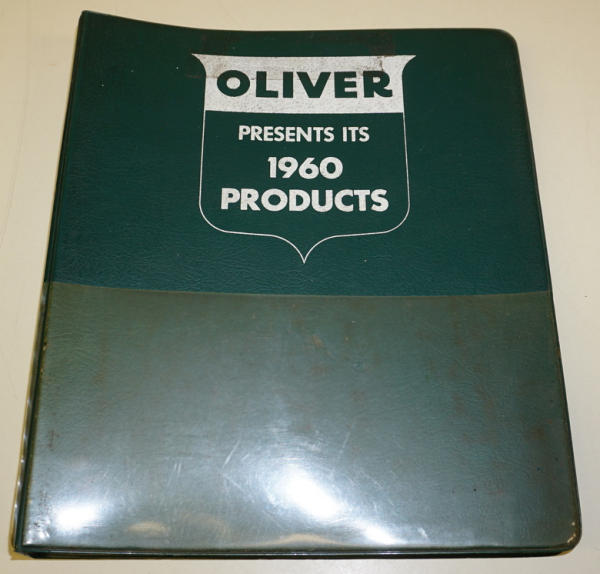 OLIVER
PRESENTS ITS
1960
PRODUCTS